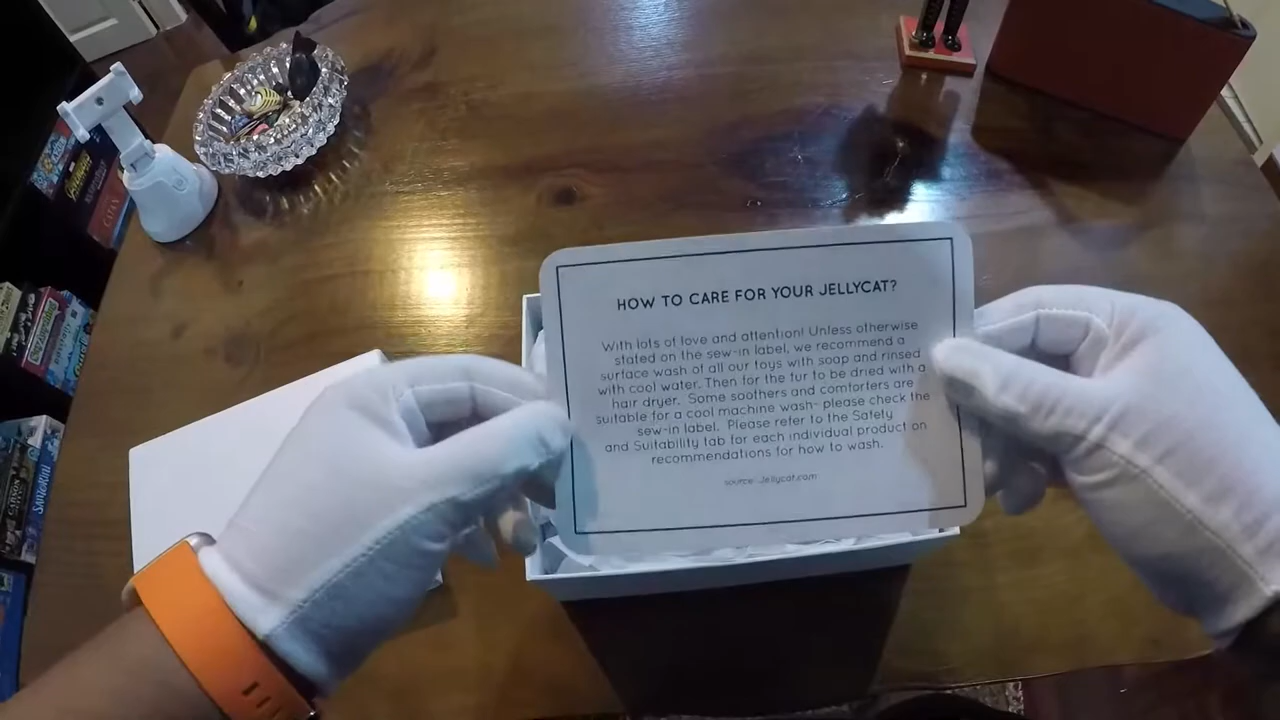 HOW TO CARE FOR YOUR JELLYCAT?
With lots of love and attention! Unless otherwise
stated on the sew-in label, we recommend a
surface wash of all our toys with soap and rinsed
with cool water. Then for the fur to be dried with a
hair dryer. Some soothers and comforters are
suitable for a cool machine wash- please check the
sew-in label. Please refer to the Safety
and Suitability tab for each individual product on
recommendations for how to wash.
source: Jellycat.com
CATAN
SANTORINI